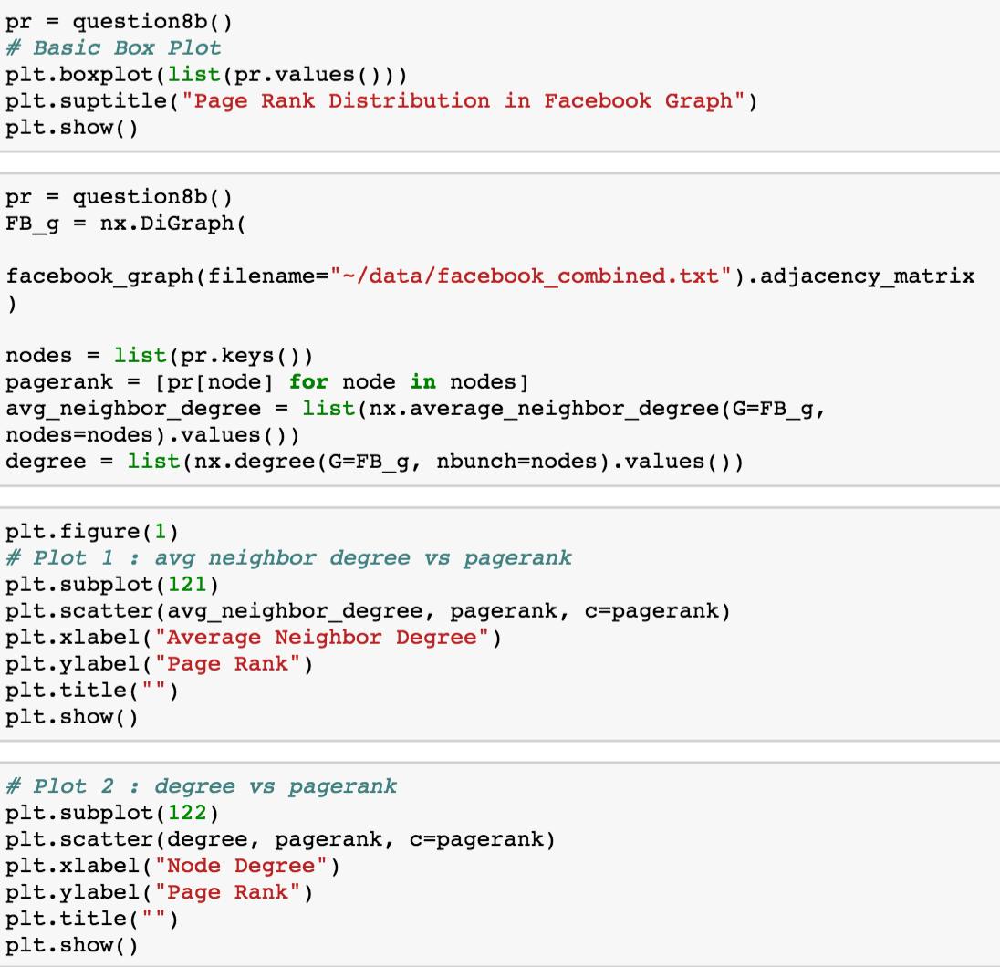 pr = question8b()
# Basic Box Plot
plt.boxplot(list(pr.values()))
plt.suptitle("Page Rank Distribution in Facebook Graph")
plt.show()
pr = question8b()
FB_g = nx.DiGraph(
facebook_graph(filename="~/data/facebook_combined.txt").adjacency_matrix
)
nodes = list(pr.keys())
pagerank = [pr[node] for node in nodes]
avg_neighbor_degree = list(nx.average_neighbor_degree(G=FB_g,
nodes=nodes).values())
degree = list(nx.degree(G=FB_g, nbunch=nodes).values())
plt.figure(1)
# Plot 1 : avg neighbor degree vs pagerank
plt.subplot(121)
plt.scatter(avg_neighbor_degree, pagerank, c=pagerank)
plt.xlabel("Average Neighbor Degree")
plt.ylabel("Page Rank")
plt.title("")
plt.show()
# Plot 2 : degree vs pagerank
plt.subplot(122)
plt.scatter(degree, pagerank, c=pagerank)
plt.xlabel("Node Degree")
plt.ylabel("Page Rank")
plt.title("")
plt.show()